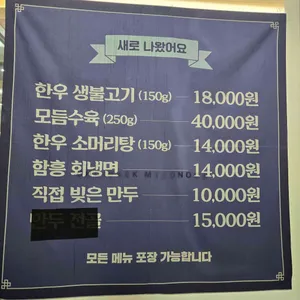 새로 나왔어요
한우 생불고기 (150g) 18,000원
모듬수육 (250g) 40,000원
한우 소머리탕 (150g) 14,000원
함흥 회냉면 14,000원
직접 빚은 만두 10,000원
만두 전골 15,000원
모든 메뉴 포장 가능합니다